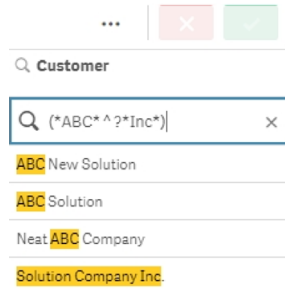 Customer
(*ABC* ^ ?*Inc*)
ABC New Solution
ABC Solution
Neat ABC Company
Solution Company Inc.